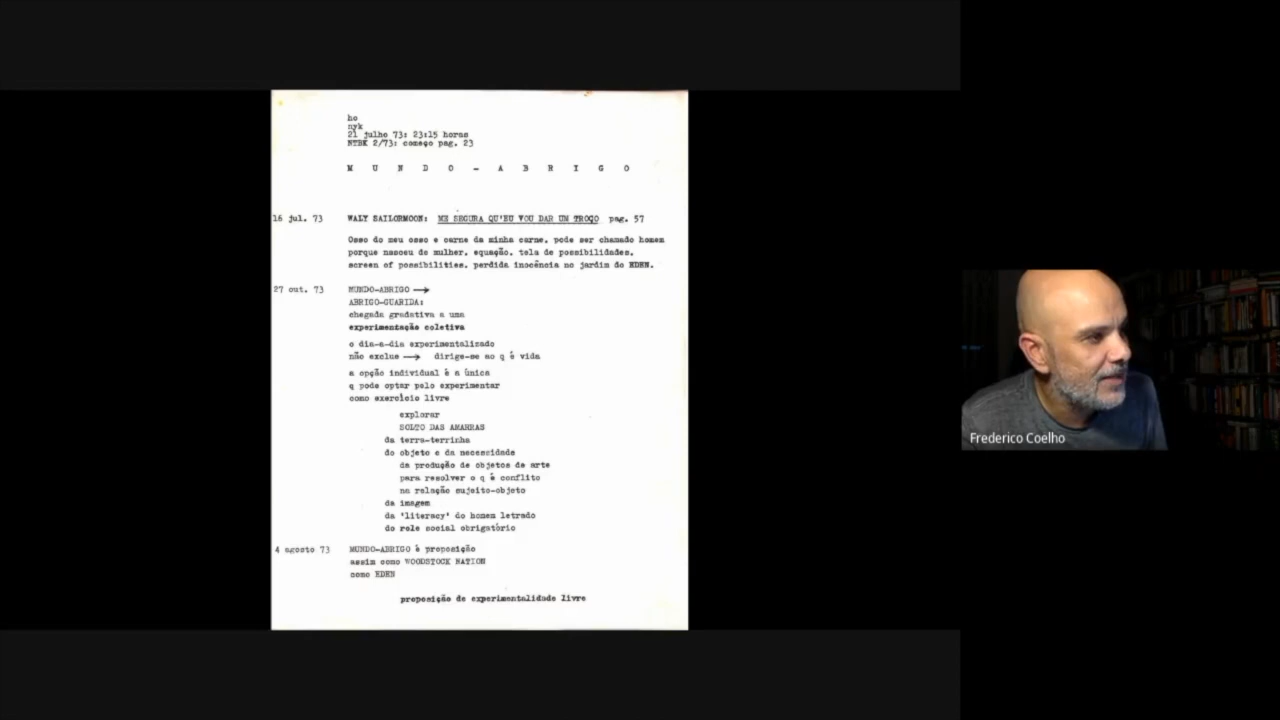 ho
nyk
21 julho 73: 23:15 horas
NTBK 2/73: começo pag. 23
M U N D O - A B R I G O
16 jul. 73 WALY SAILORMOON: ME SEGURA QU'EU VOU DAR UM TROÇO pag. 57
Osso do meu osso e carne da minha carne, pode ser chamado homem
porque nasceu de mulher, equação, tela de possibilidades,
screen of possibilities, perdida inocência no jardim do EDEN.
27 out. 73 MUNDO-ABRIGO →
ABRIGO-GUARIDA:
chegada gradativa a uma
experimentação coletiva
o dia-a-dia experimentalizado
não exclue → dirige-se ao q é vida
a opção individual é a única
q pode optar pelo experimentar
como exercício livre
explorar
SOLTO DAS AMARRAS
da terra-terrinha
do objeto e da necessidade
da produção de objetos de arte
para resolver o q é conflito
na relação sujeito-objeto
da imagem
da 'literacy' do homem letrado
do role social obrigatório
4 agosto 73 MUNDO-ABRIGO é proposição
assim como WOODSTOCK NATION
como EDEN
proposição de experimentalidade livre
Frederico Coelho